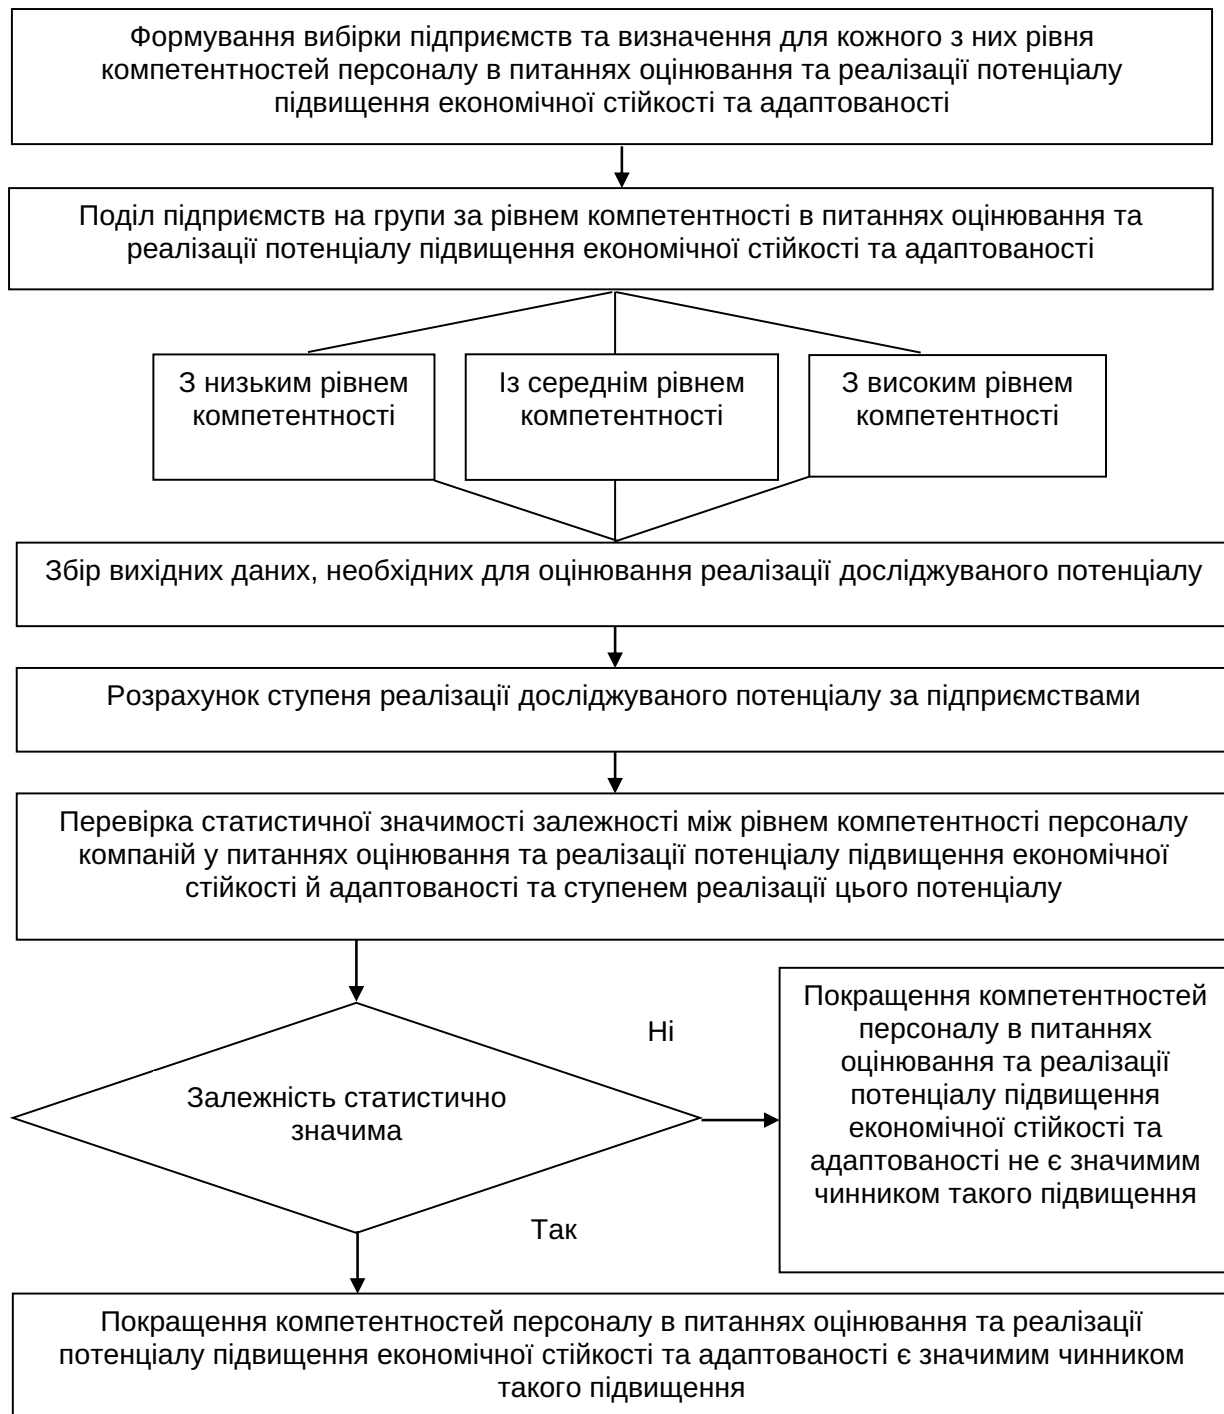 Формування вибірки підприємств та визначення для кожного з них рівня
компетентностей персоналу в питаннях оцінювання та реалізації потенціалу
підвищення економічної стійкості та адаптованості
Поділ підприємств на групи за рівнем компетентності в питаннях оцінювання та
реалізації потенціалу підвищення економічної стійкості та адаптованості
З низьким рівнем
компетентності
Із середнім рівнем
компетентності
З високим рівнем
компетентності
Збір вихідних даних, необхідних для оцінювання реалізації досліджуваного потенціалу
Розрахунок ступеня реалізації досліджуваного потенціалу за підприємствами
Перевірка статистичної значимості залежності між рівнем компетентності персоналу
компаній у питаннях оцінювання та реалізації потенціалу підвищення економічної
стійкості й адаптованості та ступенем реалізації цього потенціалу
Залежність статистично
значима
Ні
Покращення компетентностей
персоналу в питаннях
оцінювання та реалізації
потенціалу підвищення
економічної стійкості та
адаптованості не є значимим
чинником такого підвищення
Так
Покращення компетентностей персоналу в питаннях оцінювання та реалізації
потенціалу підвищення економічної стійкості та адаптованості є значимим чинником
такого підвищення